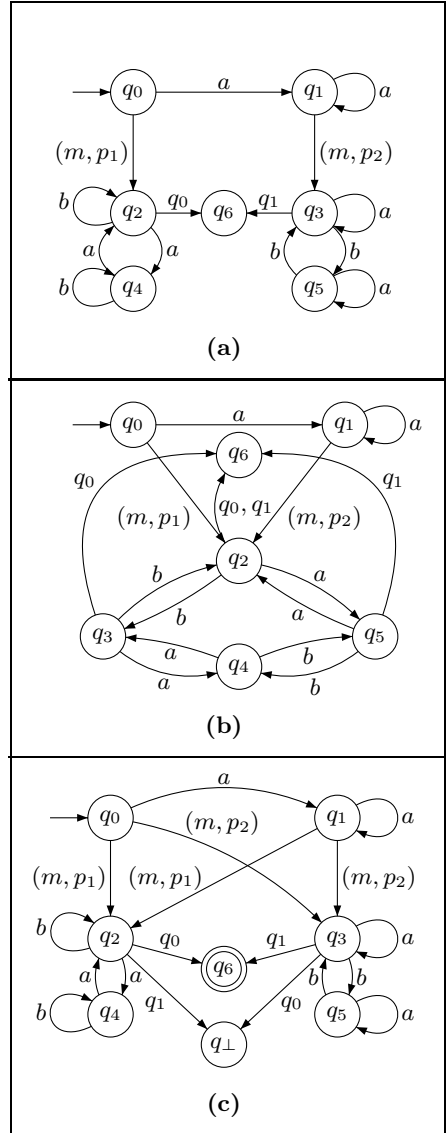 q₀ a q₁ a
(m, p₁) (m, p₂)
b q₂ q₀ q₆ q₁ q₃ a
a a b b
b q₄ q₅ a
(a)
q₀ a q₁ a
q₀ q₆ q₁
(m, p₁) q₀, q₁ (m, p₂)
q₂
b a
b a
q₃ a q₄ b q₅
a b
(b)
a
q₀ q₁ a
(m, p₂)
(m, p₁) (m, p₁) (m, p₂)
b q₂ q₀ q₆ q₁ q₃ a
a a q₁ q₀ b b
b q₄ q⊥ q₅ a
(c)